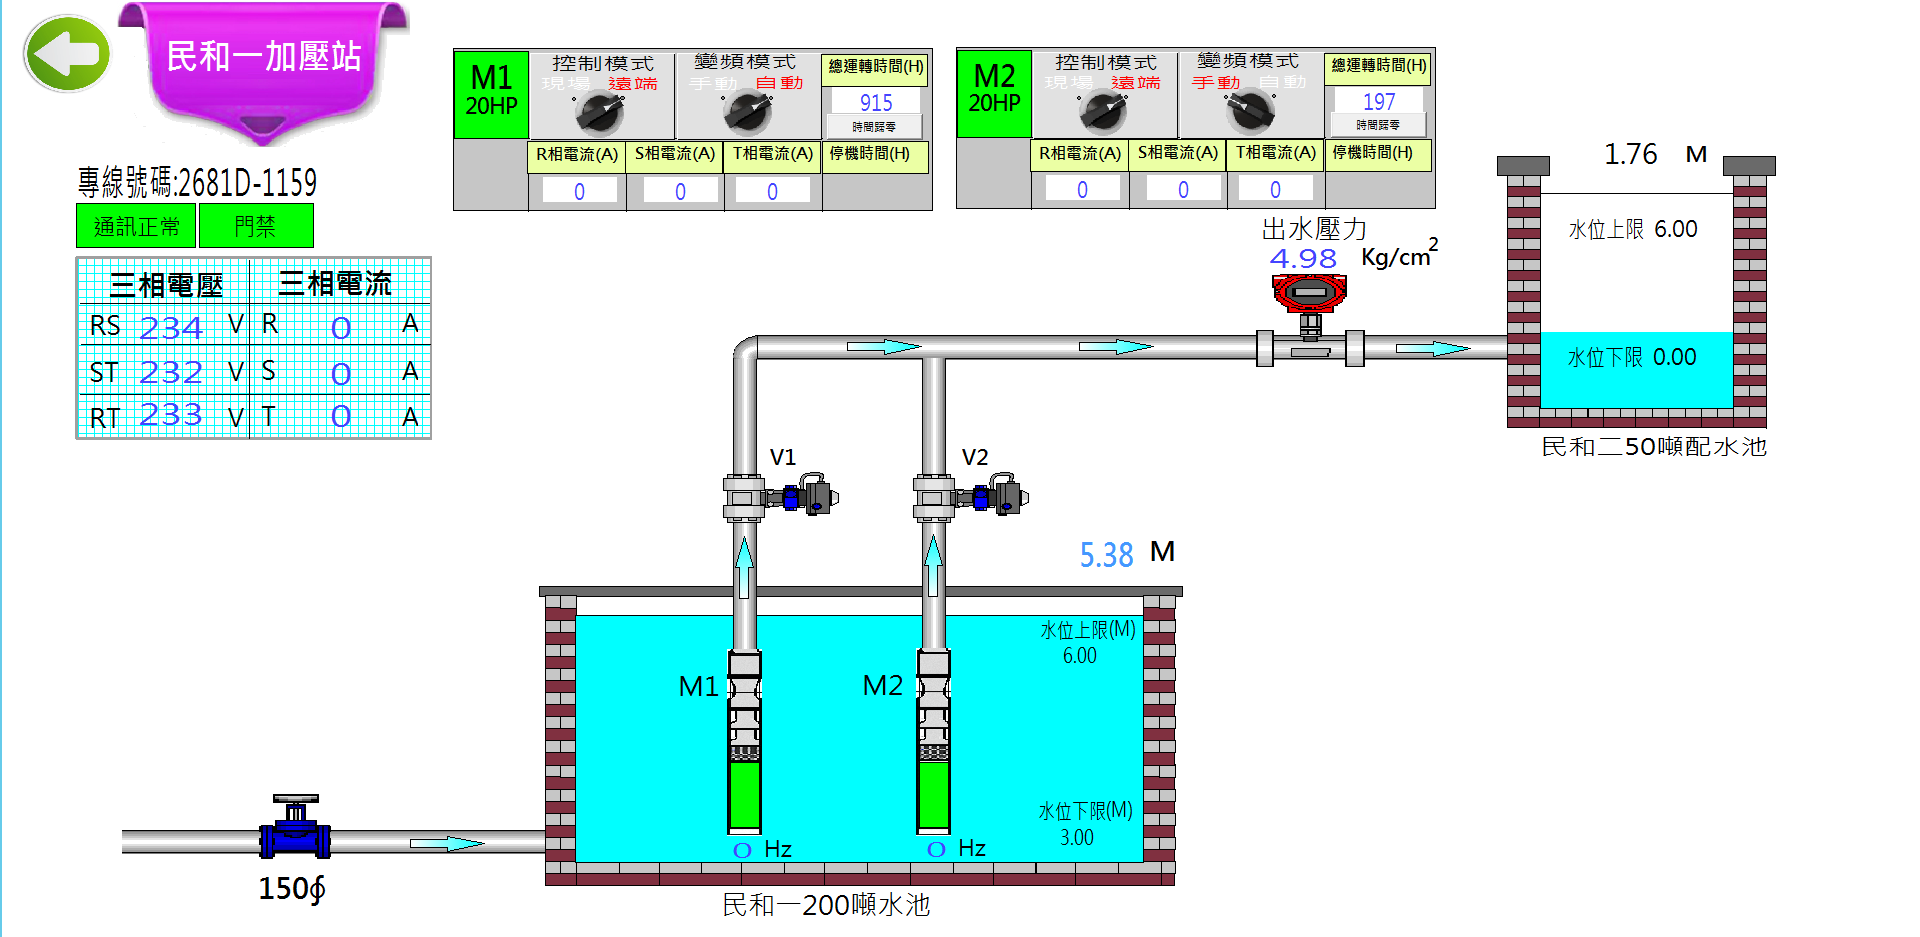 民和一加壓站
專線號碼:2681D-1159
通訊正常 門禁
三相電壓 三相電流
RS 234 V R 0 A
ST 232 V S 0 A
RT 233 V T 0 A
M1
20HP
控制模式
現場 遠端
變頻模式
手動 自動
總運轉時間(H)
915
時間歸零
R相電流(A) S相電流(A) T相電流(A) 停機時間(H)
0 0 0
M2
20HP
控制模式
現場 遠端
變頻模式
手動 自動
總運轉時間(H)
197
時間歸零
R相電流(A) S相電流(A) T相電流(A) 停機時間(H)
0 0 0
出水壓力
4.98 Kg/cm²
1.76 M
水位上限 6.00
水位下限 0.00
民和二50噸配水池
V1 V2
5.38 M
水位上限(M)
6.00
M1 M2
水位下限(M)
3.00
0 Hz 0 Hz
150∮
民和一200噸水池